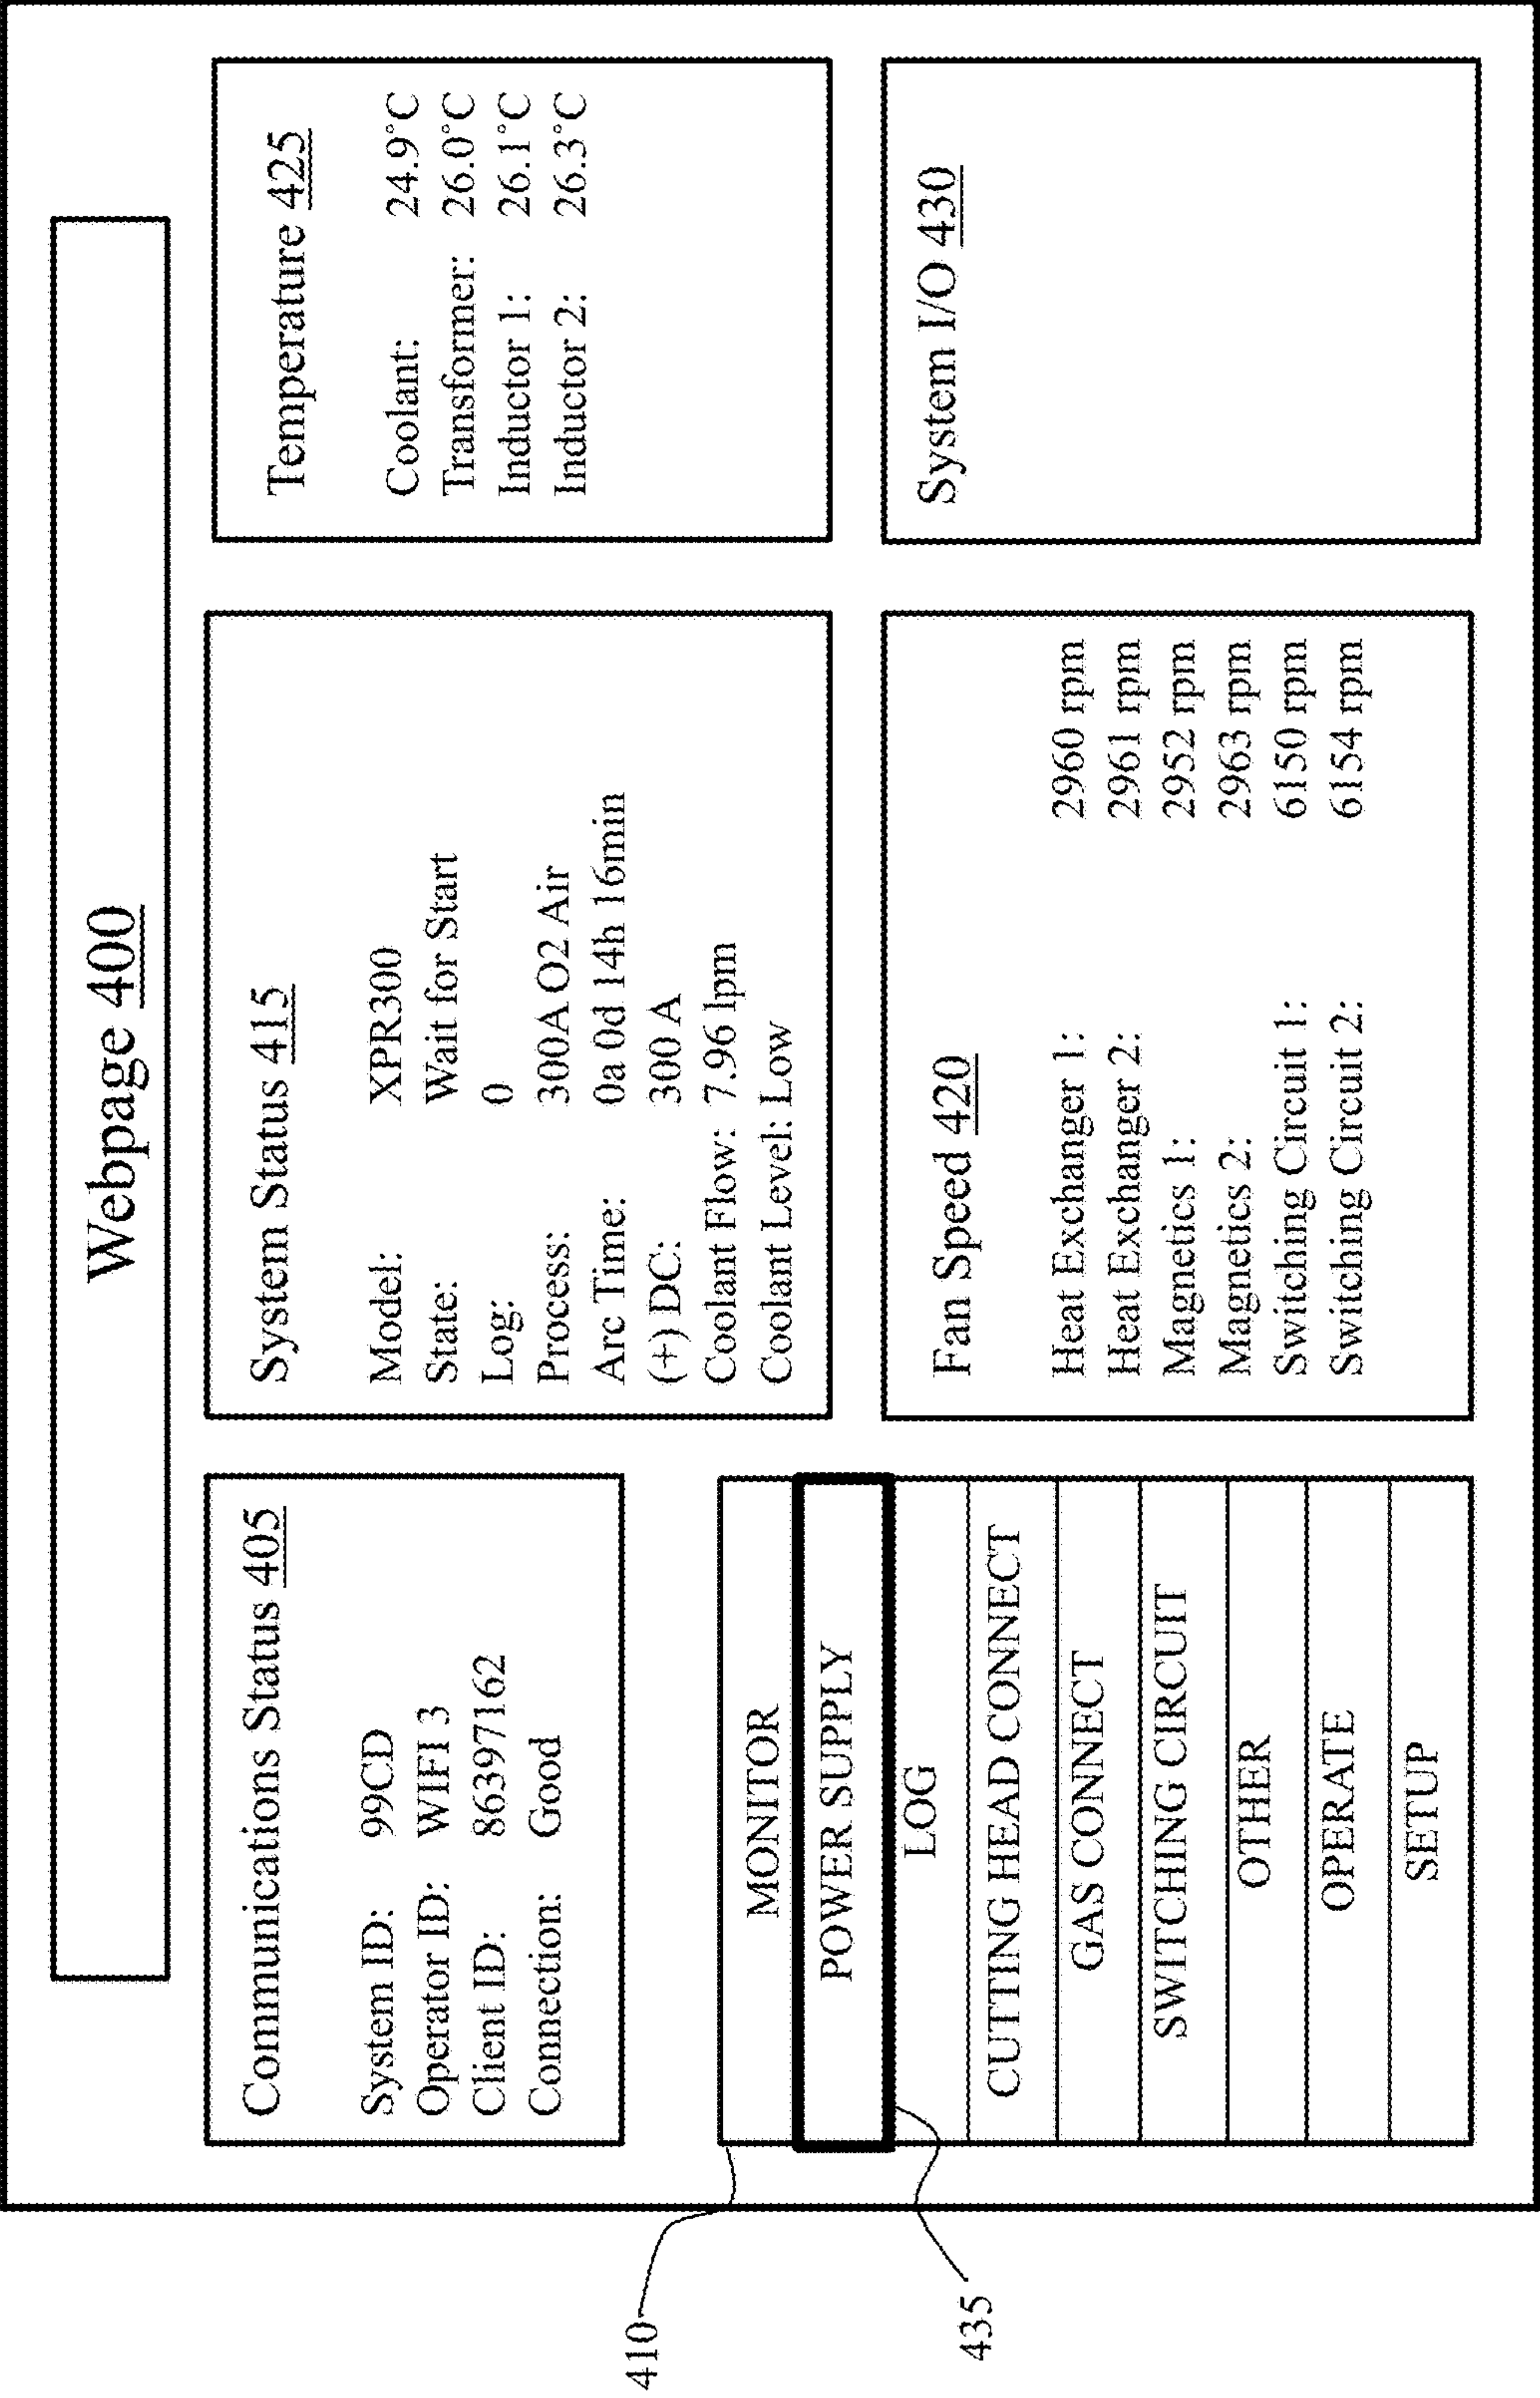 Webpage 400
Communications Status 405
System ID: 99CD
Operator ID: WIFI 3
Client ID: 86397162
Connection: Good
410
MONITOR
POWER SUPPLY
LOG
CUTTING HEAD CONNECT
GAS CONNECT
SWITCHING CIRCUIT
OTHER
OPERATE
SETUP
435
System Status 415
Model: XPR300
State: Wait for Start
Log: 0
Process: 300A O2 Air
Arc Time: 0a 0d 14h 16min
(+) DC: 300 A
Coolant Flow: 7.96 lpm
Coolant Level: Low
Fan Speed 420
Heat Exchanger 1: 2960 rpm
Heat Exchanger 2: 2961 rpm
Magnetics 1: 2952 rpm
Magnetics 2: 2963 rpm
Switching Circuit 1: 6150 rpm
Switching Circuit 2: 6154 rpm
Temperature 425
Coolant: 24.9°C
Transformer: 26.0°C
Inductor 1: 26.1°C
Inductor 2: 26.3°C
System I/O 430